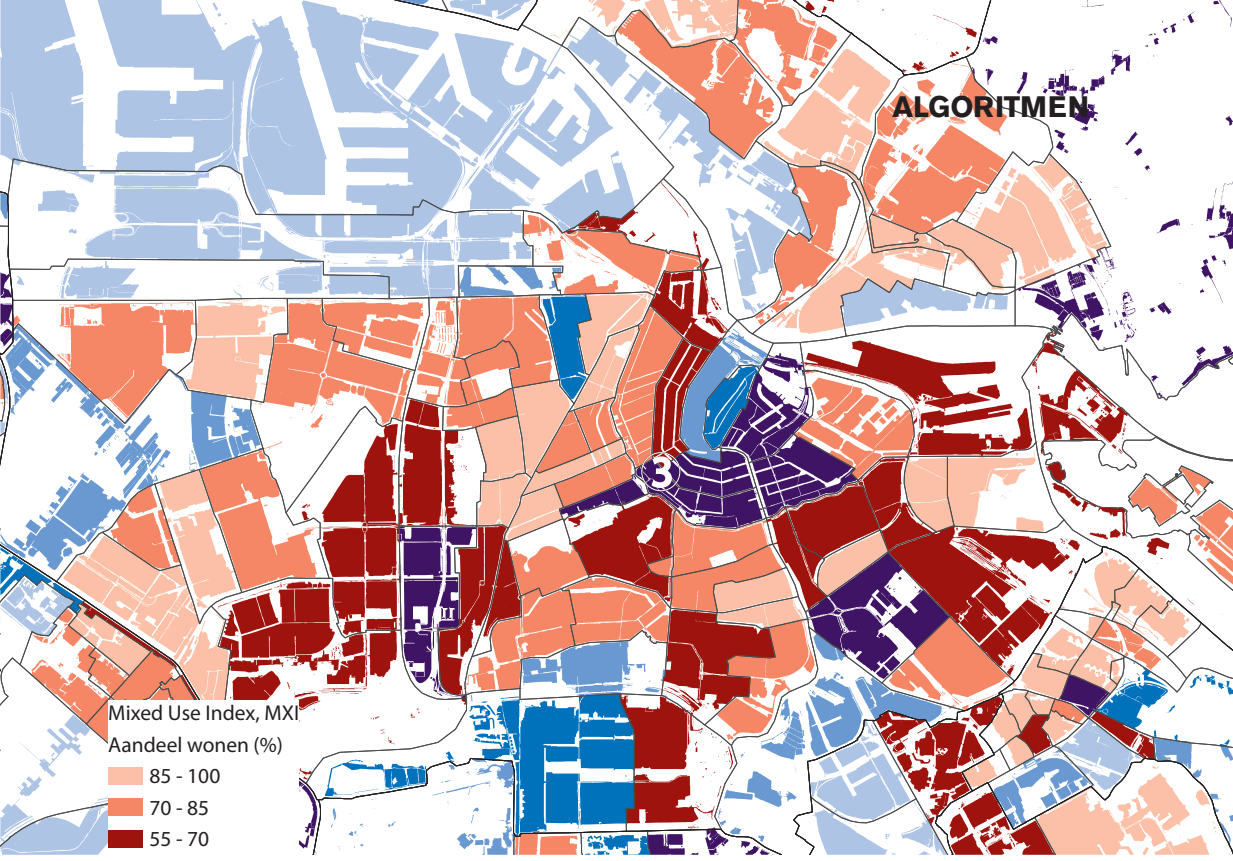 ALGORITMEN
3
Mixed Use Index, MXI
Aandeel wonen (%)
85 - 100
70 - 85
55 - 70